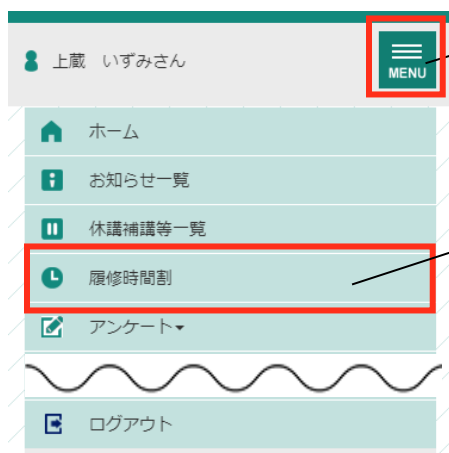 上蔵 いずみさん
MENU
ホーム
お知らせ一覧
休講補講等一覧
履修時間割
アンケート▾
ログアウト